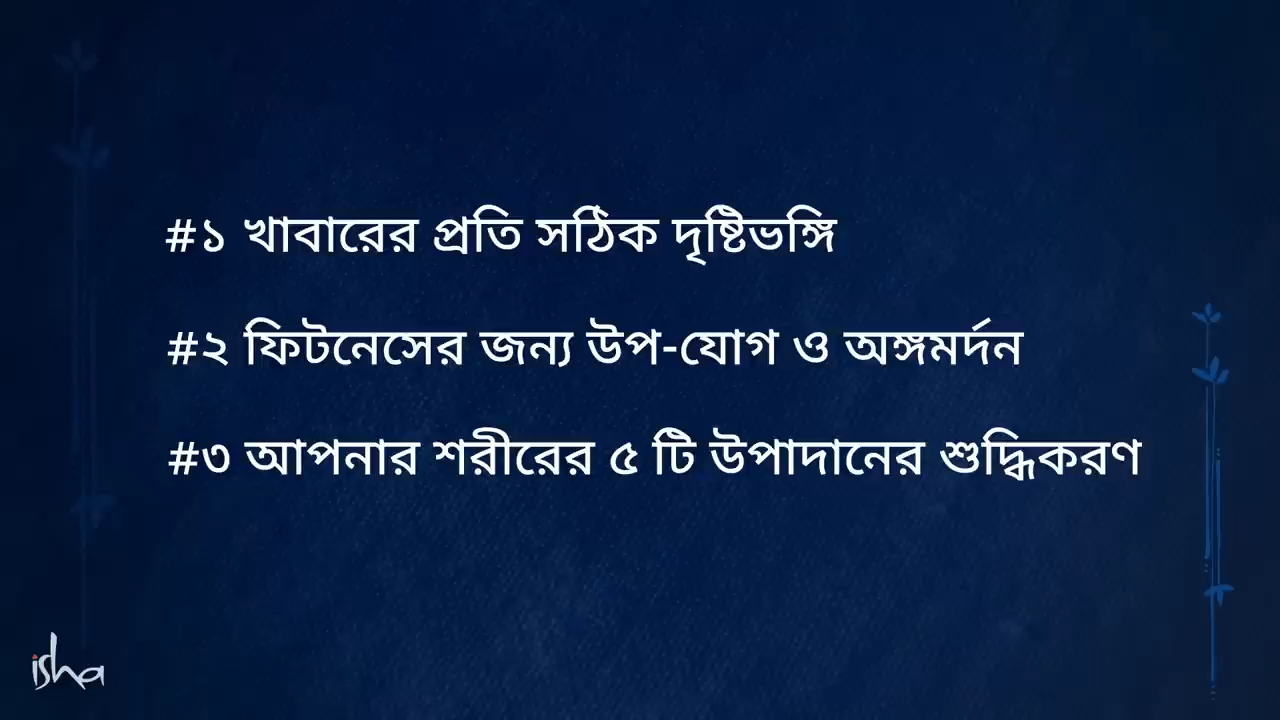 #১ খাবারের প্রতি সঠিক দৃষ্টিভঙ্গি
#২ ফিটনেসের জন্য উপ-যোগ ও অঙ্গমর্দন
#৩ আপনার শরীরের ৫ টি উপাদানের শুদ্ধিকরণ
isha